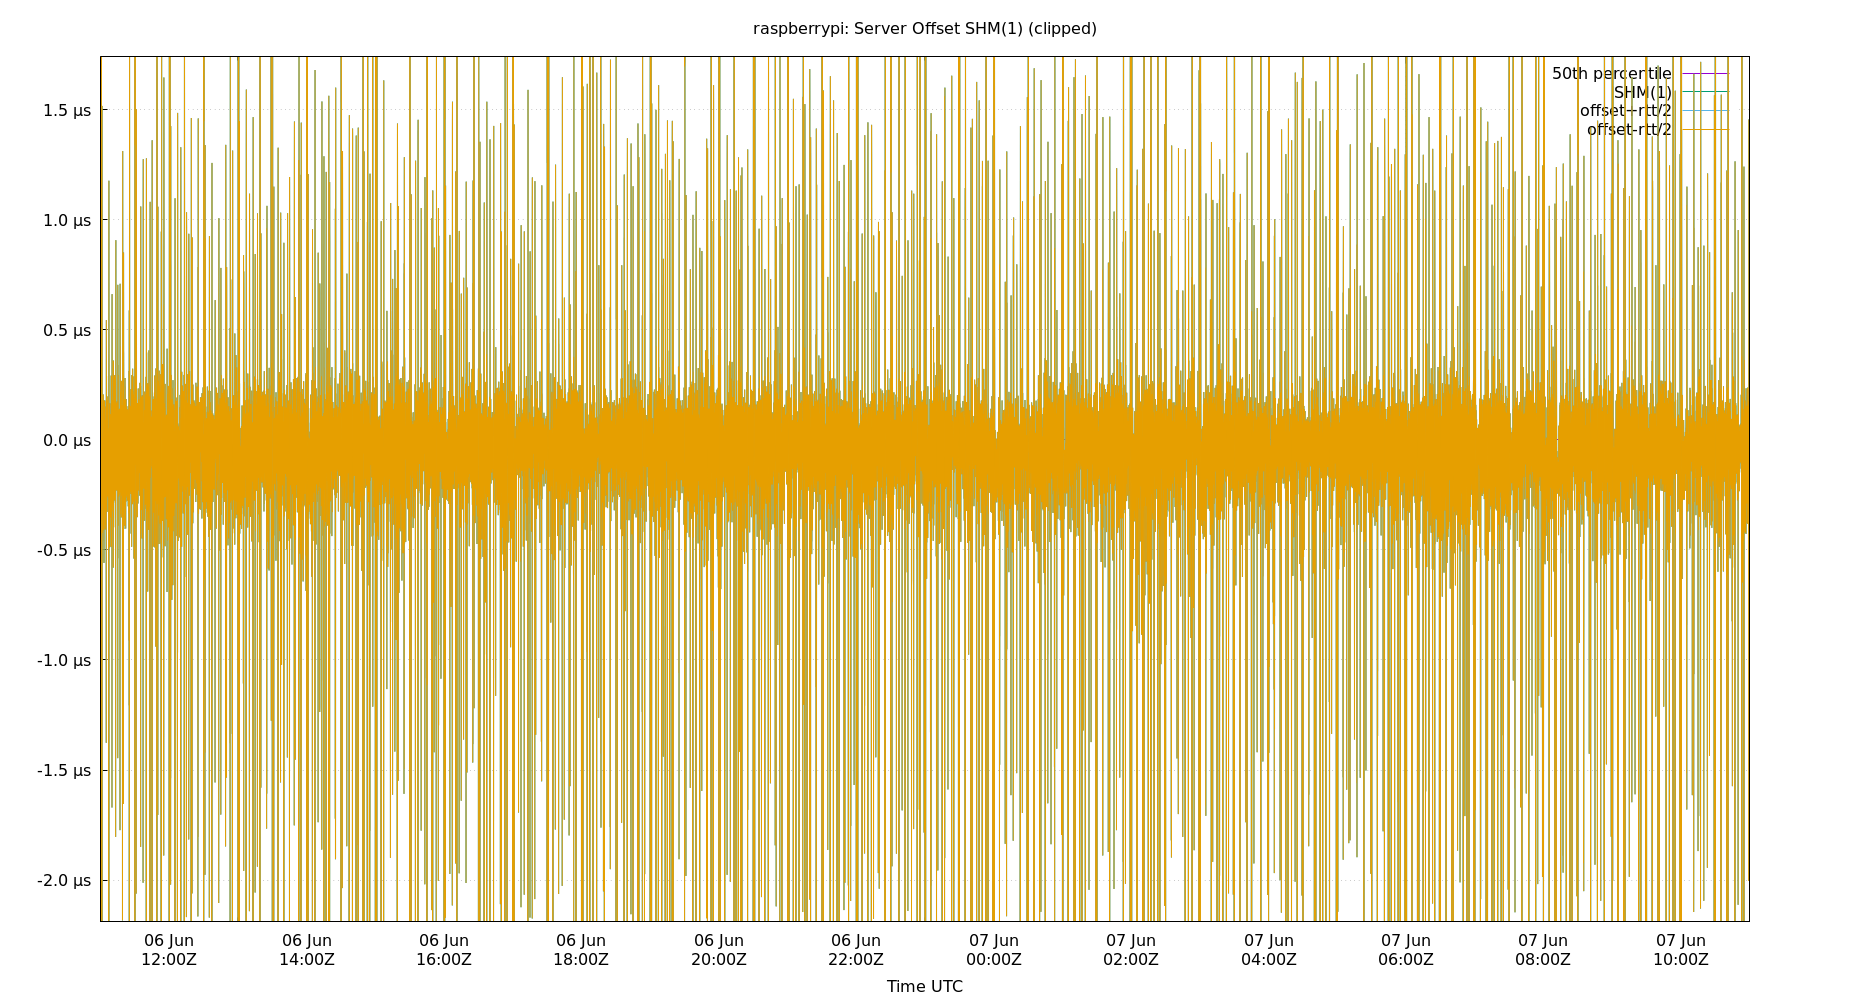 raspberrypi: Server Offset SHM(1) (clipped)
50th percentile
SHM(1)
offset+rtt/2
offset-rtt/2
1.5 µs
1.0 µs
0.5 µs
0.0 µs
-0.5 µs
-1.0 µs
-1.5 µs
-2.0 µs
06 Jun 06 Jun 06 Jun 06 Jun 06 Jun 06 Jun 07 Jun 07 Jun 07 Jun 07 Jun 07 Jun 07 Jun
12:00Z 14:00Z 16:00Z 18:00Z 20:00Z 22:00Z 00:00Z 02:00Z 04:00Z 06:00Z 08:00Z 10:00Z
Time UTC